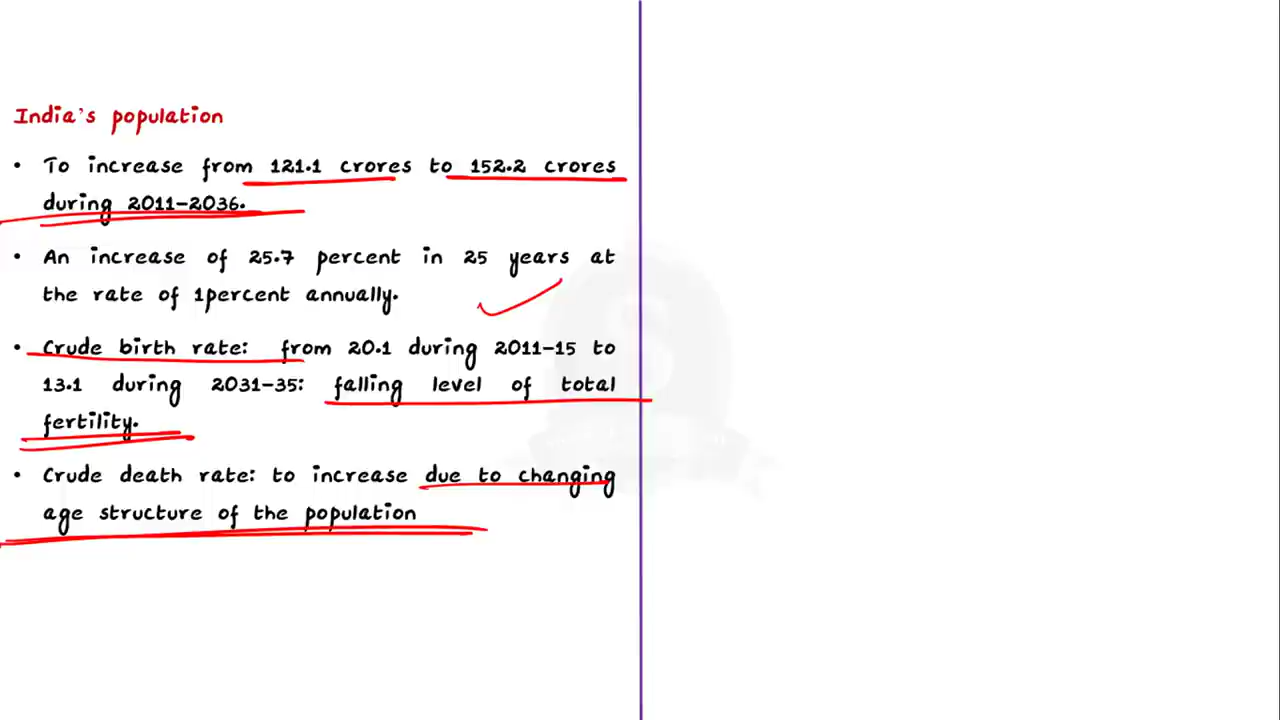 India's population
• To increase from 121.1 crores to 152.2 crores
during 2011-2036.
• An increase of 25.7 percent in 25 years at
the rate of 1percent annually.
• Crude birth rate: from 20.1 during 2011-15 to
13.1 during 2031-35: falling level of total
fertility.
• Crude death rate: to increase due to changing
age structure of the population